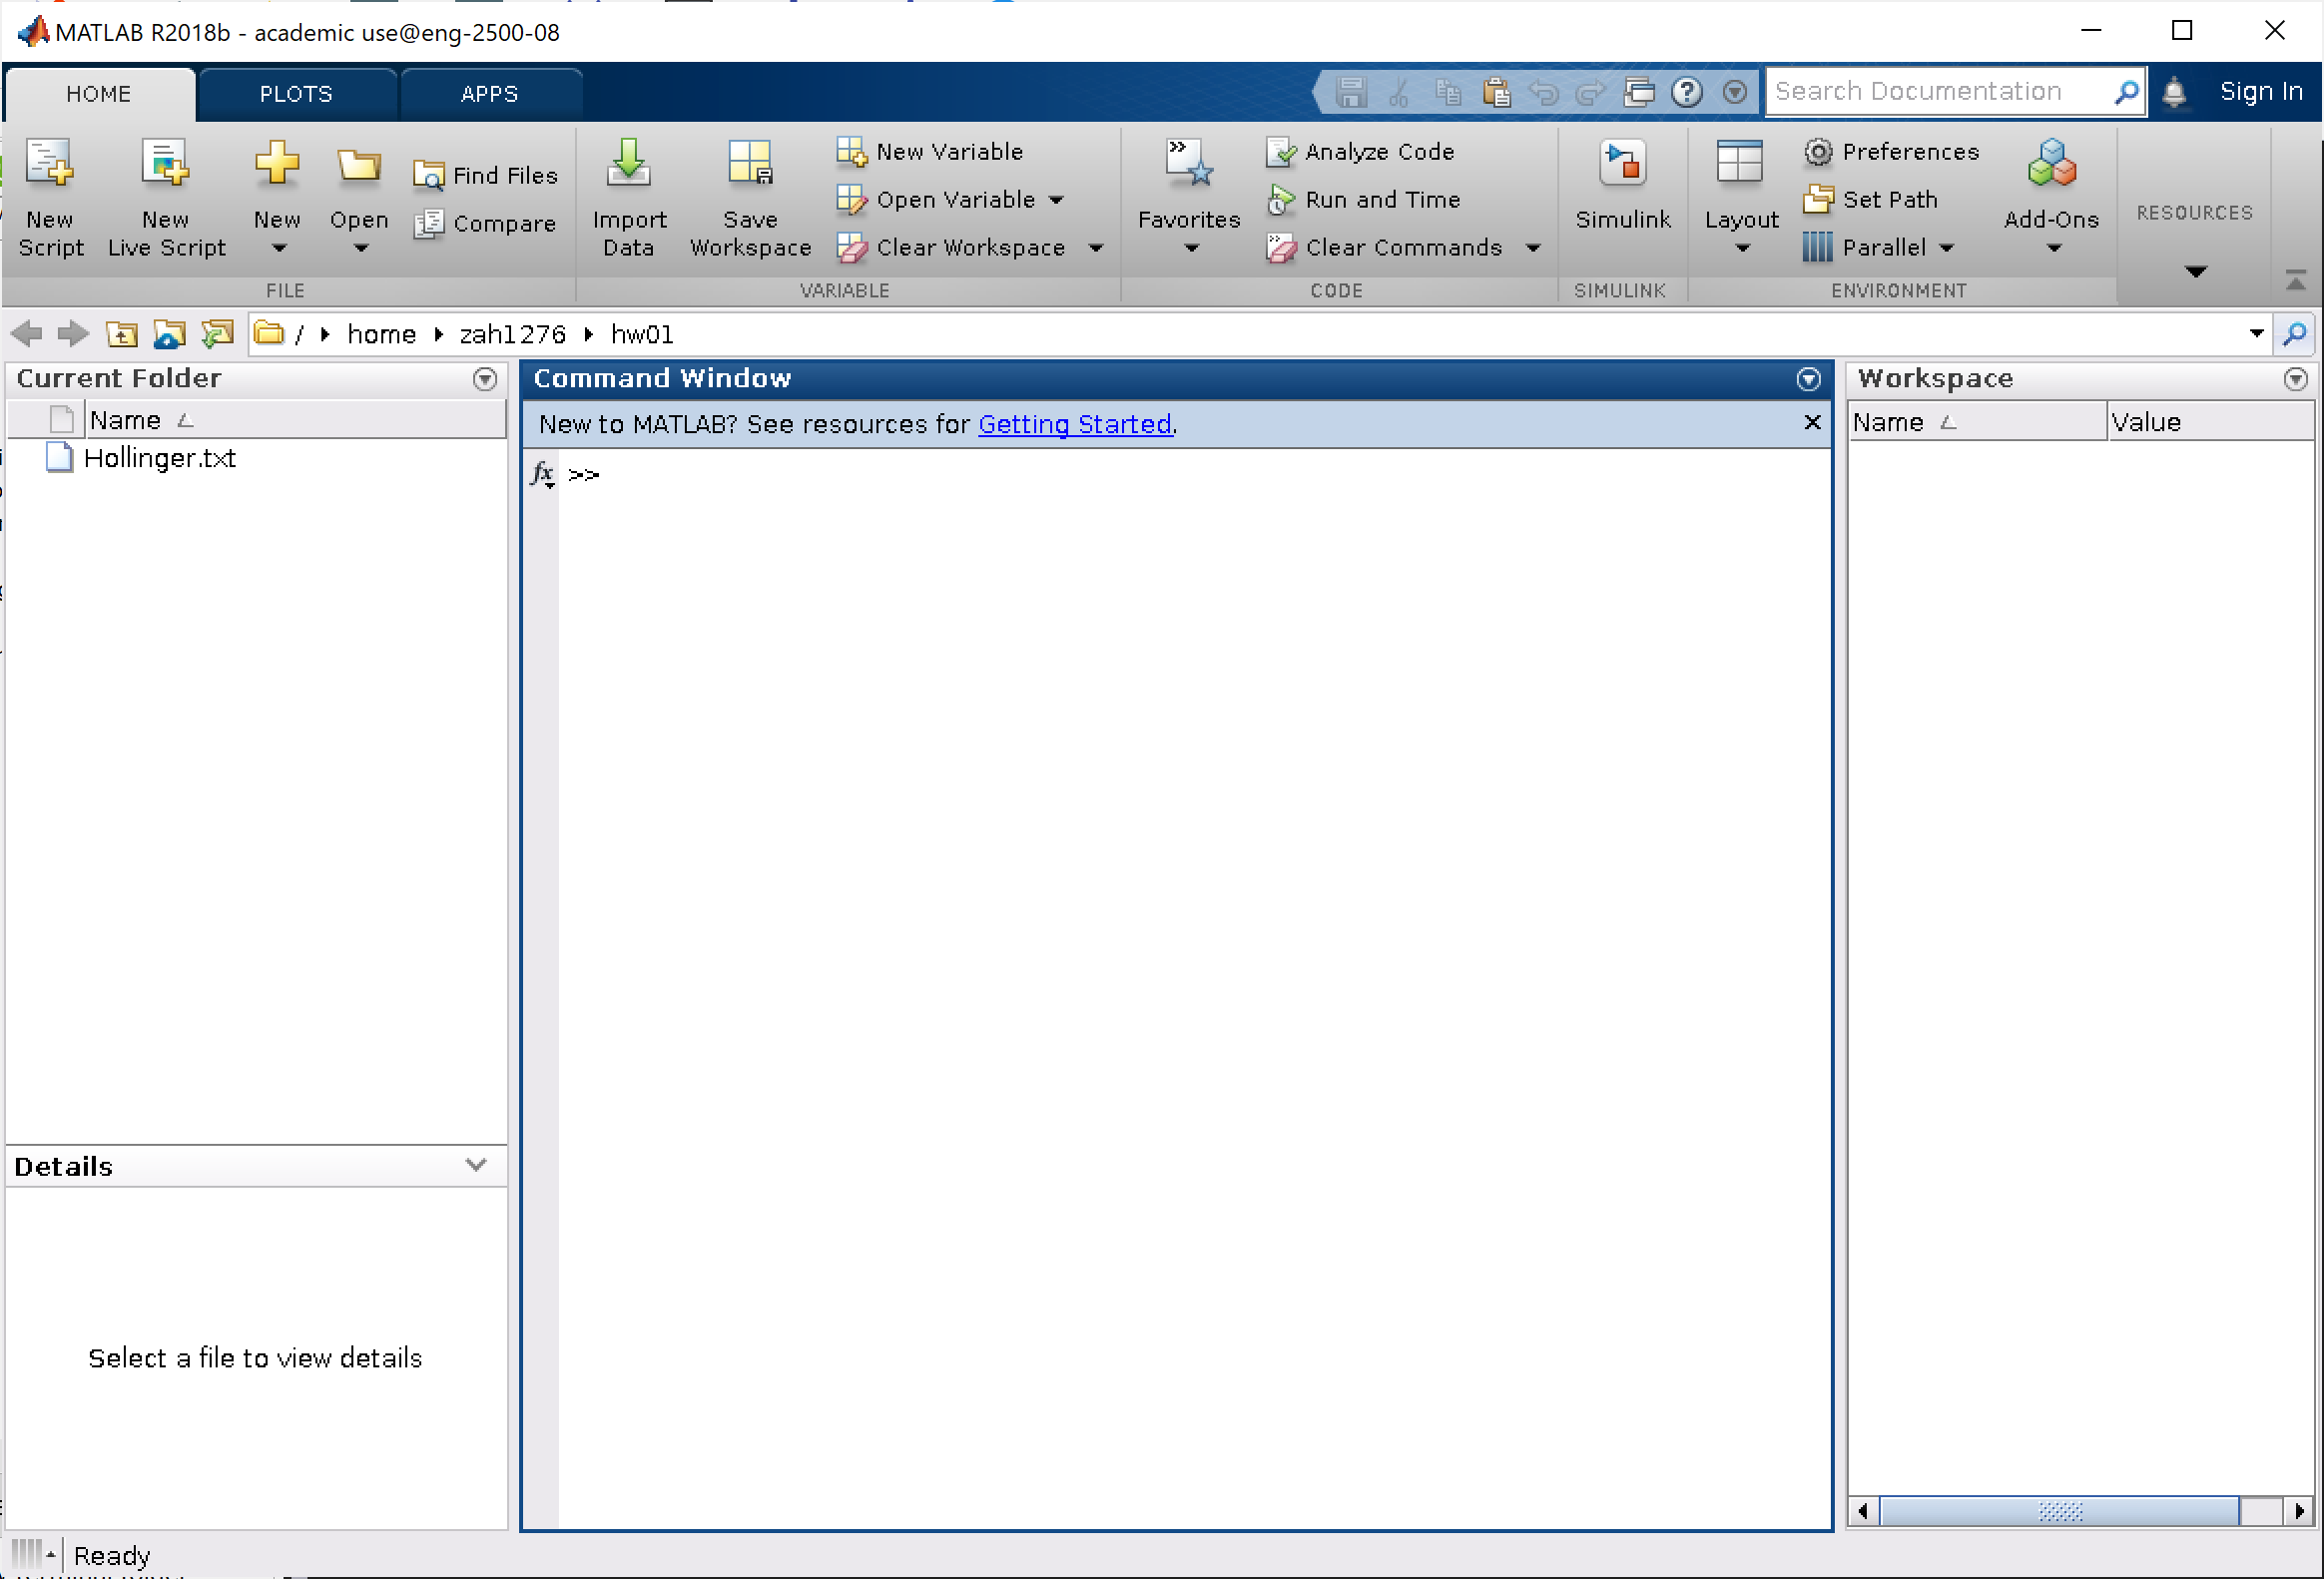 MATLAB R2018b - academic use@eng-2500-08
HOME PLOTS APPS
Search Documentation
Sign In
New Script
New Live Script
New
Open
Find Files
Compare
FILE
Import Data
Save Workspace
New Variable
Open Variable
Clear Workspace
VARIABLE
Favorites
Analyze Code
Run and Time
Clear Commands
CODE
Simulink
SIMULINK
Layout
Preferences
Set Path
Parallel
Add-Ons
ENVIRONMENT
RESOURCES
/ home zah1276 hw01
Current Folder
Name
Hollinger.txt
Details
Select a file to view details
Command Window
New to MATLAB? See resources for Getting Started.
fx >>
Workspace
Name Value
Ready